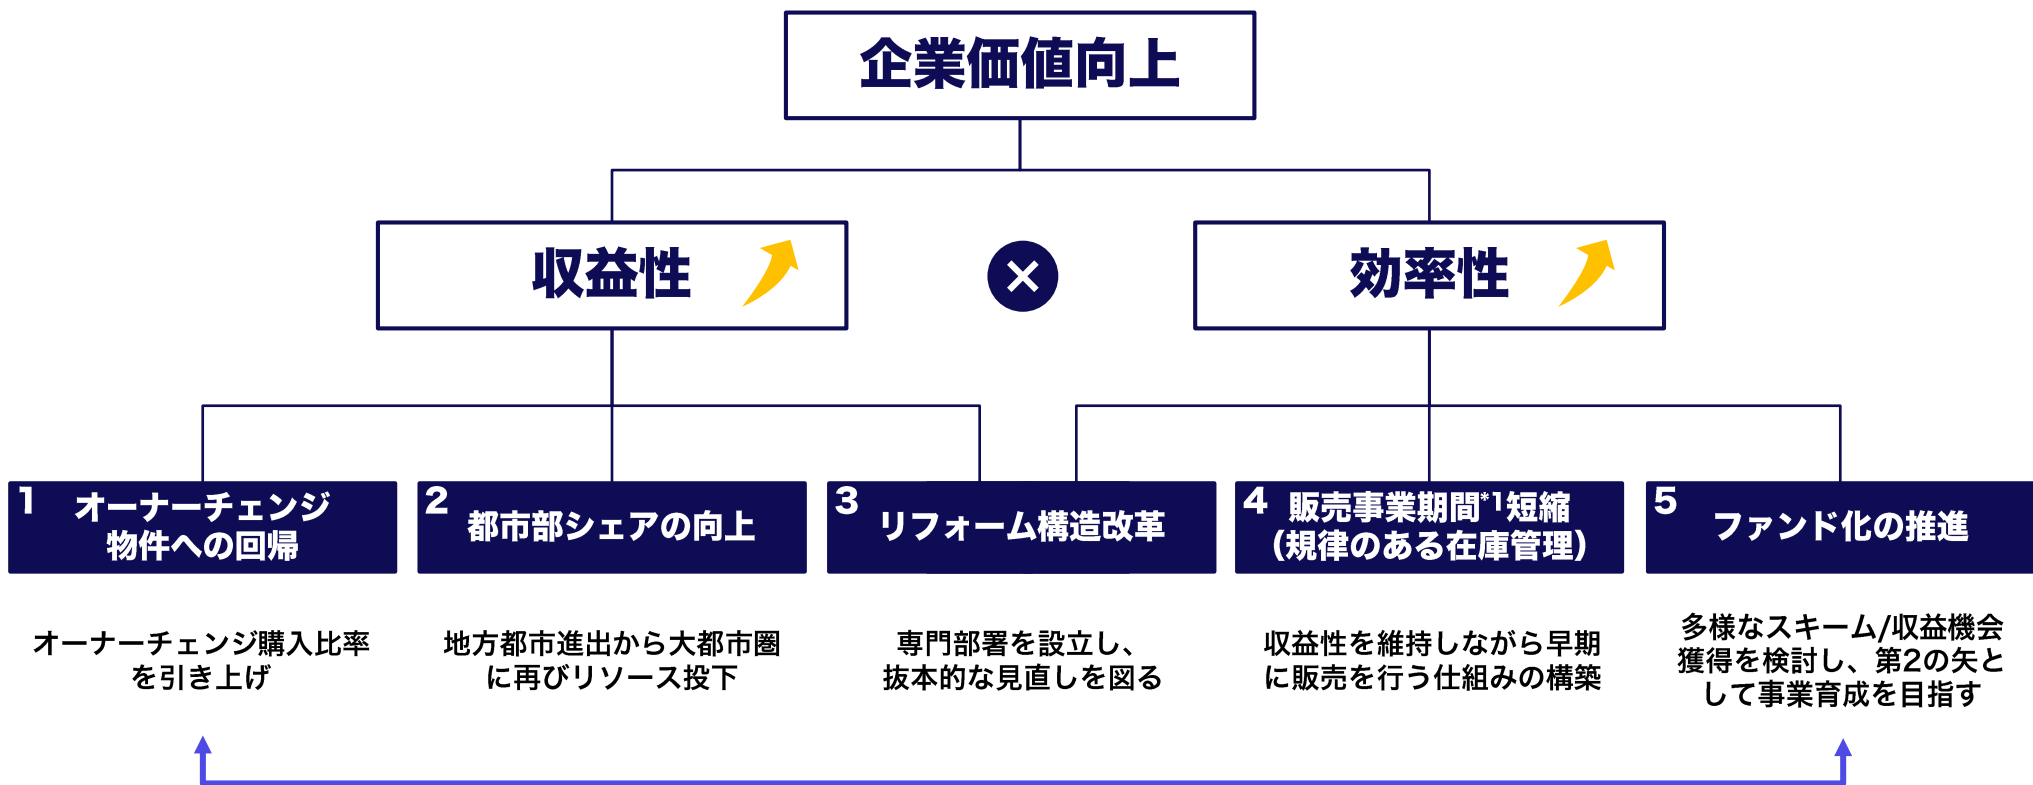 企業価値向上
収益性
×
効率性
1 オーナーチェンジ
物件への回帰
2 都市部シェアの向上
3 リフォーム構造改革
4 販売事業期間*1短縮
(規律のある在庫管理)
5 ファンド化の推進
オーナーチェンジ購入比率
を引き上げ
地方都市進出から大都市圏
に再びリソース投下
専門部署を設立し、
抜本的な見直しを図る
収益性を維持しながら早期
に販売を行う仕組みの構築
多様なスキーム/収益機会
獲得を検討し、第2の矢と
して事業育成を目指す